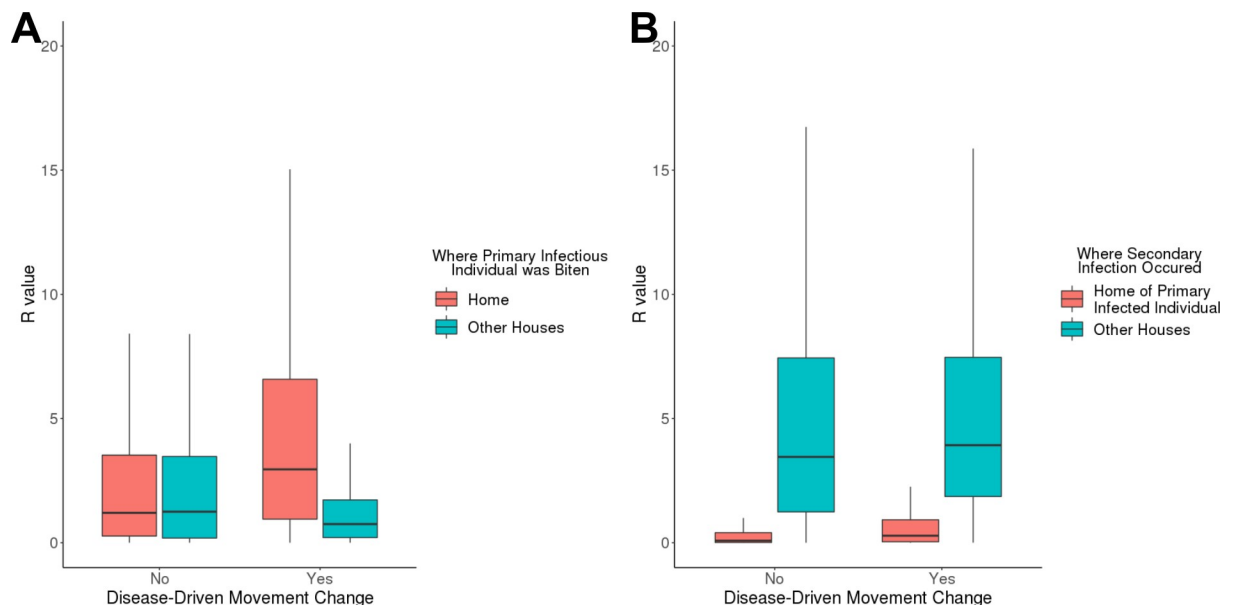 A
20
15
10
5
0
R value
No
Yes
Disease-Driven Movement Change
Where Primary Infectious
Individual was Biten
Home
Other Houses
B
20
15
10
5
0
R value
No
Yes
Disease-Driven Movement Change
Where Secondary
Infection Occured
Home of Primary
Infected Individual
Other Houses